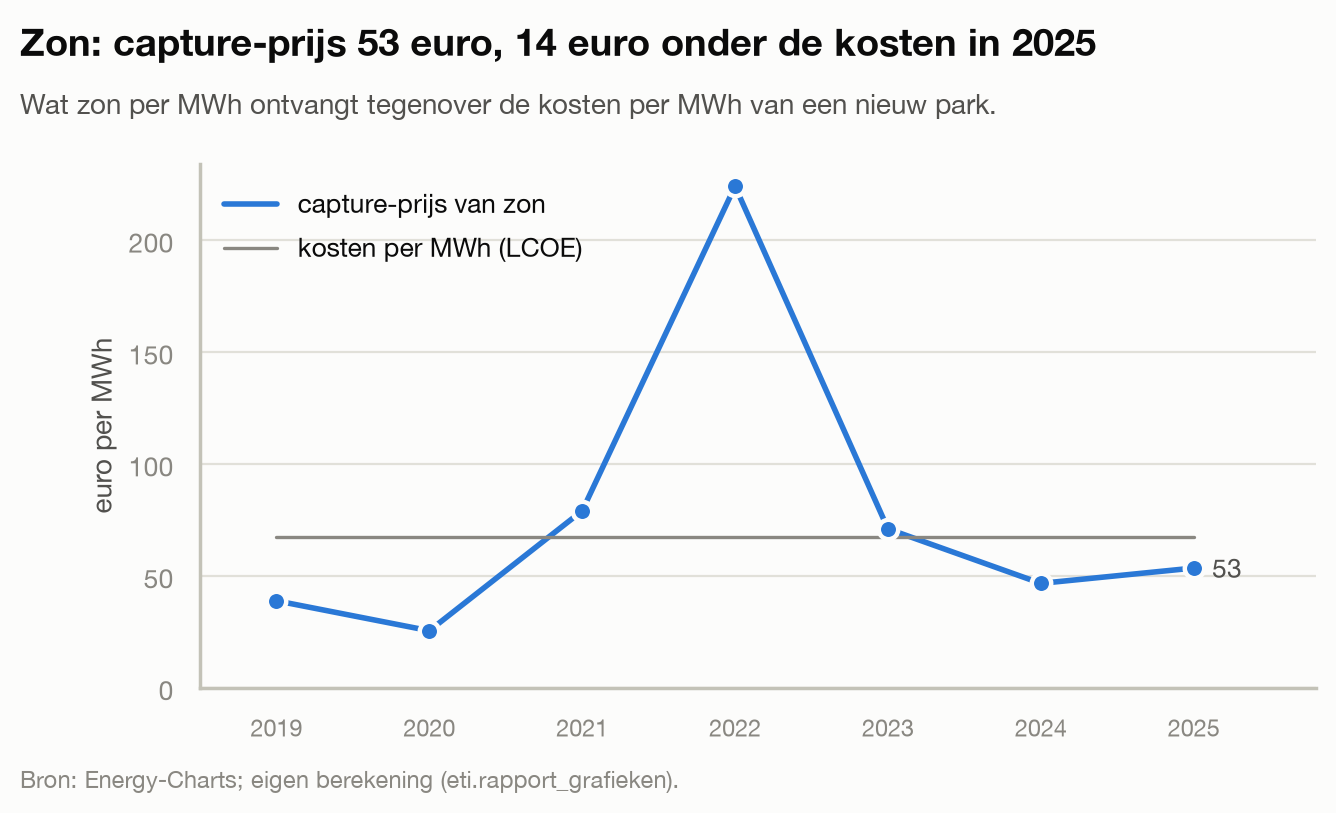 Zon: capture-prijs 53 euro, 14 euro onder de kosten in 2025
Wat zon per MWh ontvangt tegenover de kosten per MWh van een nieuw park.
capture-prijs van zon
kosten per MWh (LCOE)
euro per MWh
200
150
100
50
0
53
2019 2020 2021 2022 2023 2024 2025
Bron: Energy-Charts; eigen berekening (eti.rapport_grafieken).